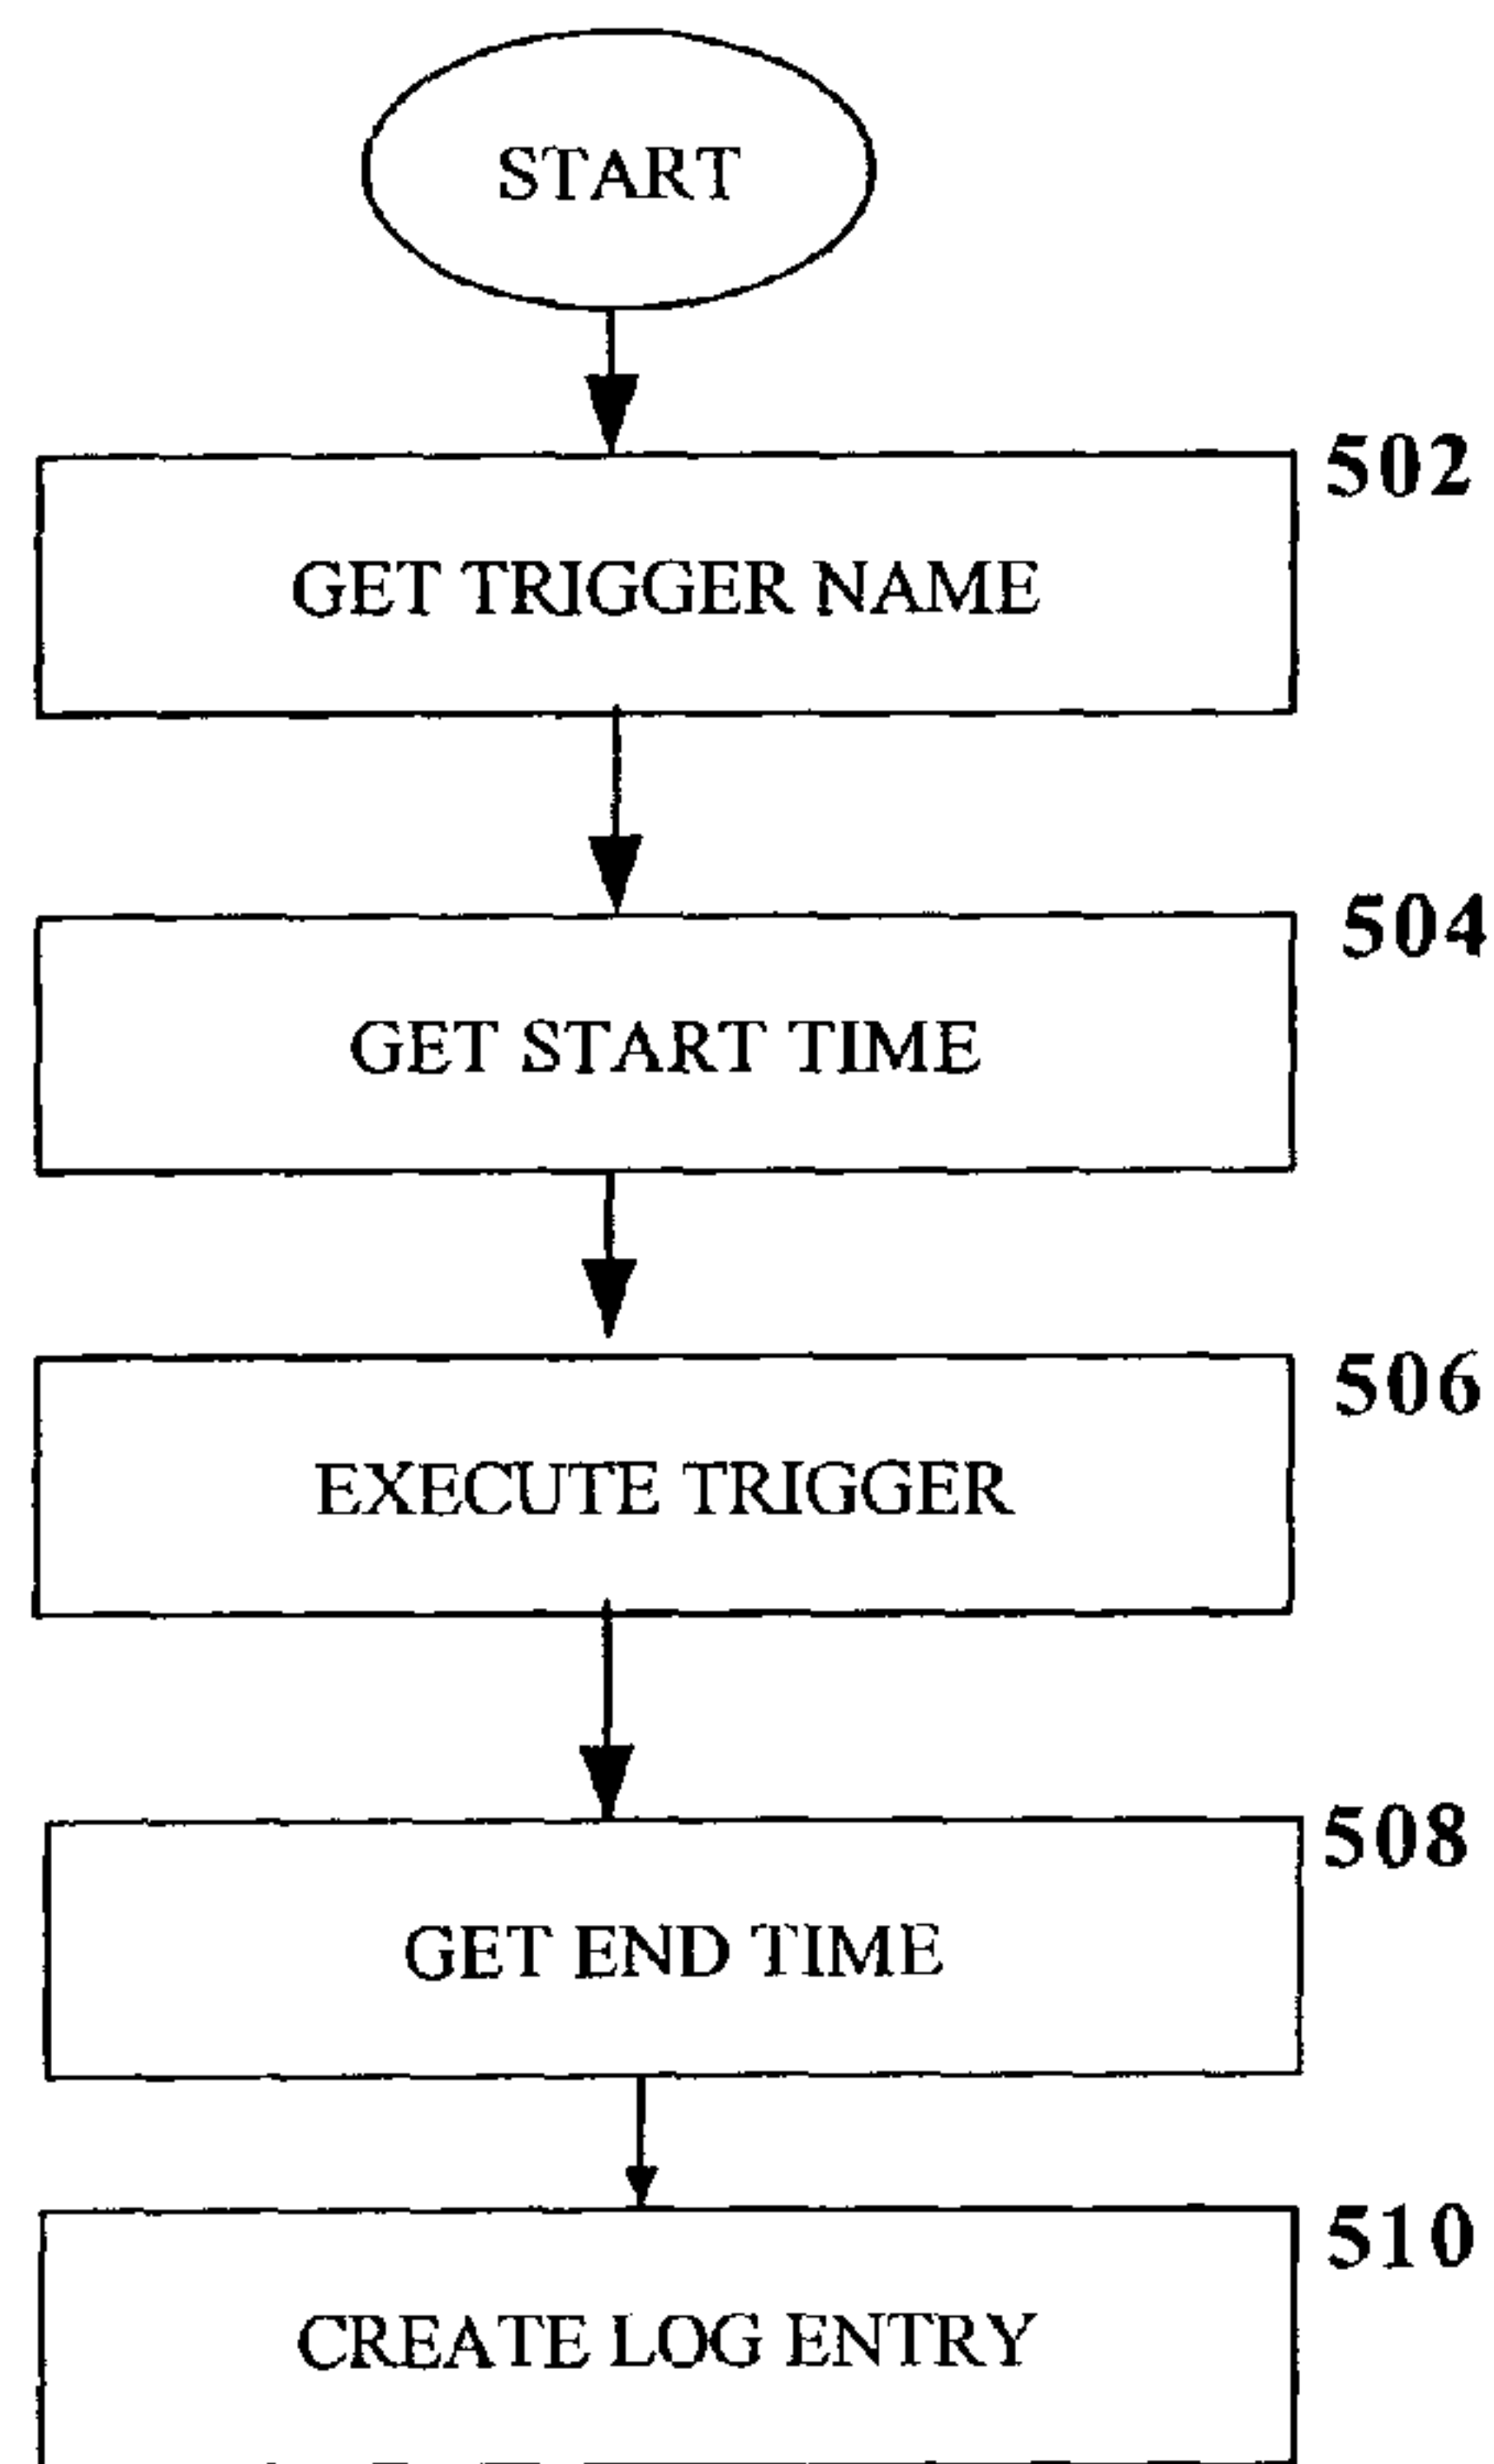 START
502
GET TRIGGER NAME
504
GET START TIME
506
EXECUTE TRIGGER
508
GET END TIME
510
CREATE LOG ENTRY